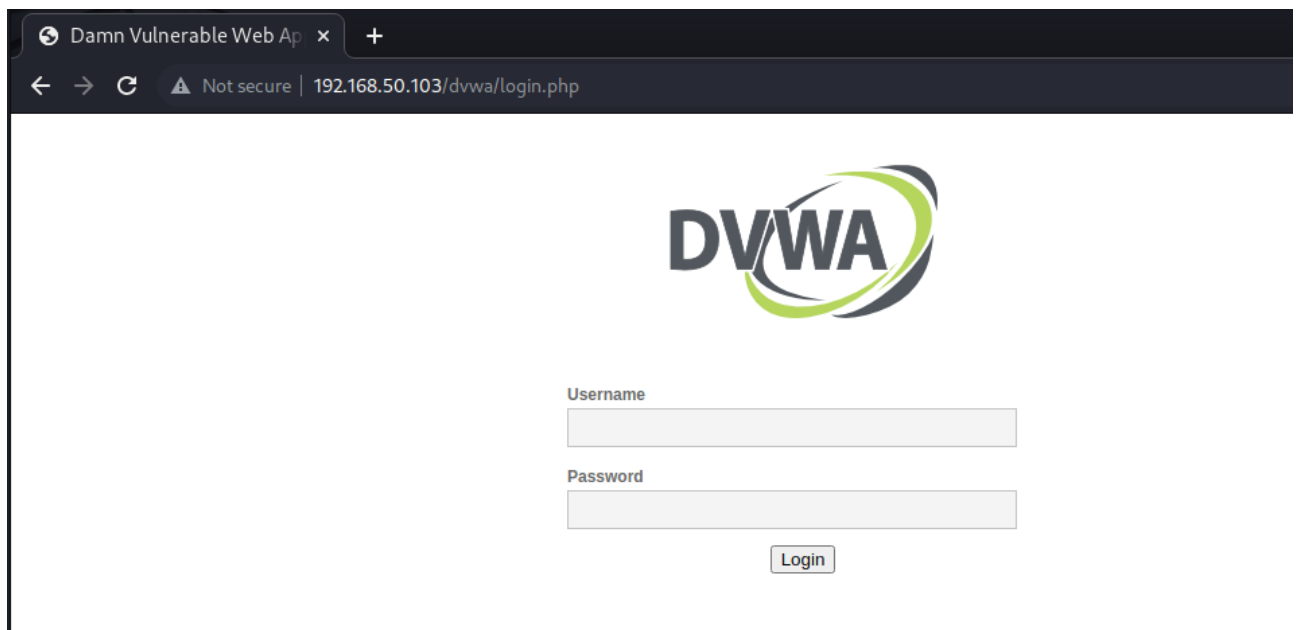 Damn Vulnerable Web Ap
Not secure | 192.168.50.103/dvwa/login.php
DVWA
Username
Password
Login